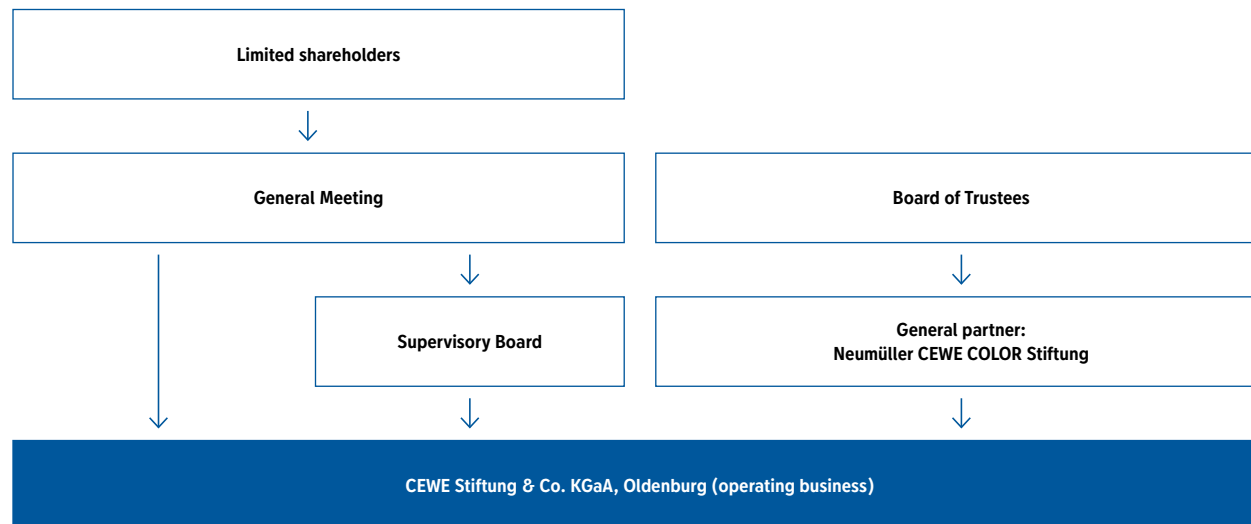 Limited shareholders
General Meeting
Board of Trustees
Supervisory Board
General partner:
Neumüller CEWE COLOR Stiftung
CEWE Stiftung & Co. KGaA, Oldenburg (operating business)